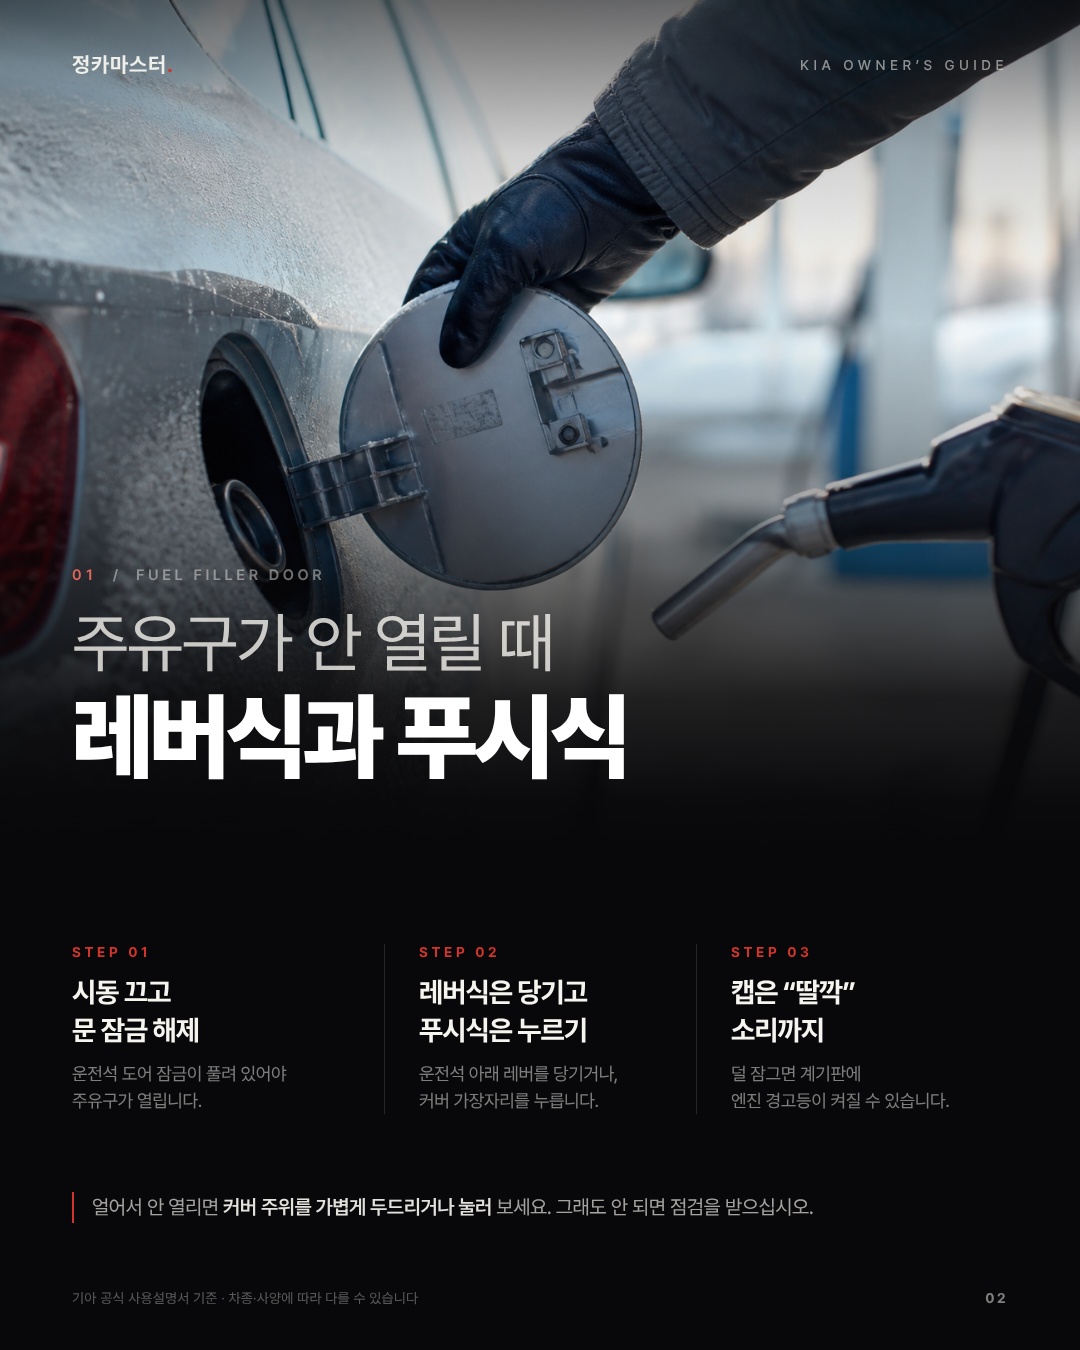 정카마스터.
KIA OWNER’S GUIDE
01 / FUEL FILLER DOOR
주유구가 안 열릴 때
레버식과 푸시식
STEP 01
시동 끄고
문 잠금 해제
운전석 도어 잠금이 풀려 있어야
주유구가 열립니다.
STEP 02
레버식은 당기고
푸시식은 누르기
운전석 아래 레버를 당기거나,
커버 가장자리를 누릅니다.
STEP 03
캡은 “딸깍”
소리까지
덜 잠그면 계기판에
엔진 경고등이 켜질 수 있습니다.
얼어서 안 열리면 커버 주위를 가볍게 두드리거나 눌러 보세요. 그래도 안 되면 점검을 받으십시오.
기아 공식 사용설명서 기준 · 차종·사양에 따라 다를 수 있습니다
02